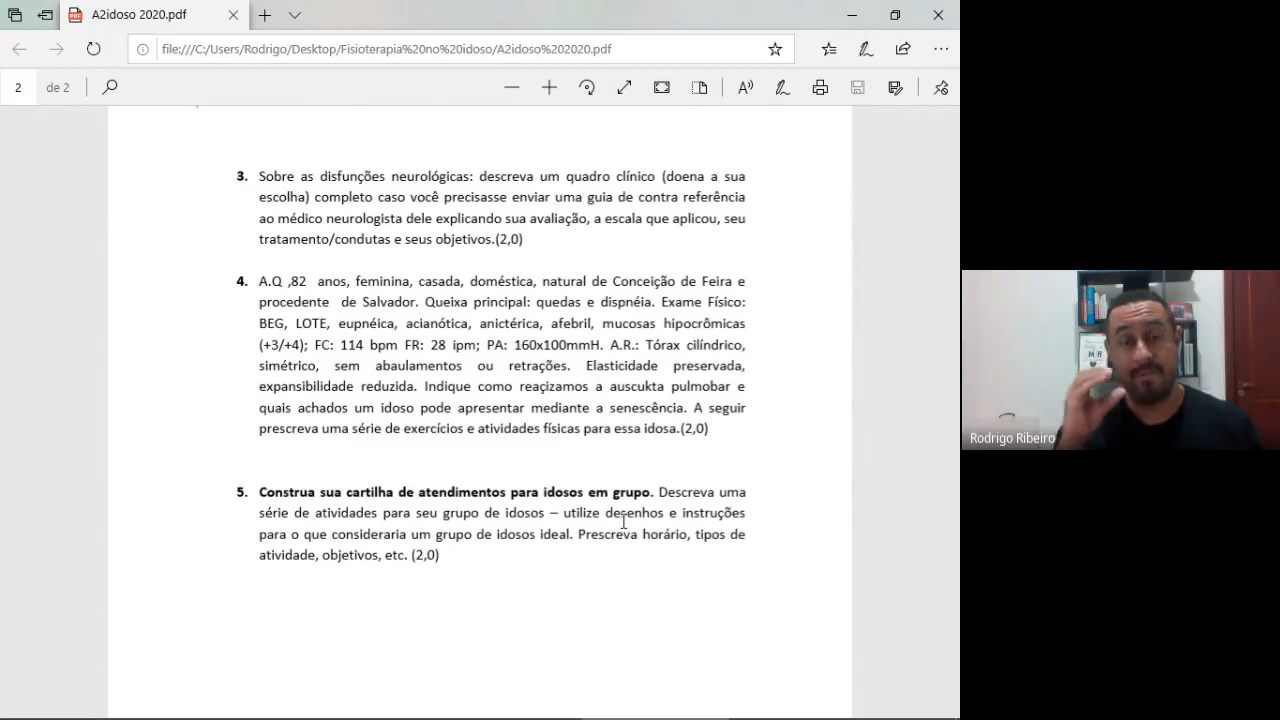 A2idoso 2020.pdf
file:///C:/Users/Rodrigo/Desktop/Fisioterapia%20no%20idoso/A2idoso%202020.pdf
2 de 2
3. Sobre as disfunções neurológicas: descreva um quadro clínico (doena a sua
escolha) completo caso você precisasse enviar uma guia de contra referência
ao médico neurologista dele explicando sua avaliação, a escala que aplicou, seu
tratamento/condutas e seus objetivos.(2,0)
4. A.Q ,82 anos, feminina, casada, doméstica, natural de Conceição de Feira e
procedente de Salvador. Queixa principal: quedas e dispnéia. Exame Físico:
BEG, LOTE, eupnéica, acianótica, anictérica, afebril, mucosas hipocrômicas
(+3/+4); FC: 114 bpm FR: 28 ipm; PA: 160x100mmH. A.R.: Tórax cilíndrico,
simétrico, sem abaulamentos ou retrações. Elasticidade preservada,
expansibilidade reduzida. Indique como reaçizamos a auscukta pulmobar e
quais achados um idoso pode apresentar mediante a senescência. A seguir
prescreva uma série de exercícios e atividades físicas para essa idosa.(2,0)
5. Construa sua cartilha de atendimentos para idosos em grupo. Descreva uma
série de atividades para seu grupo de idosos – utilize desenhos e instruções
para o que consideraria um grupo de idosos ideal. Prescreva horário, tipos de
atividade, objetivos, etc. (2,0)
M R
Rodrigo Ribeiro